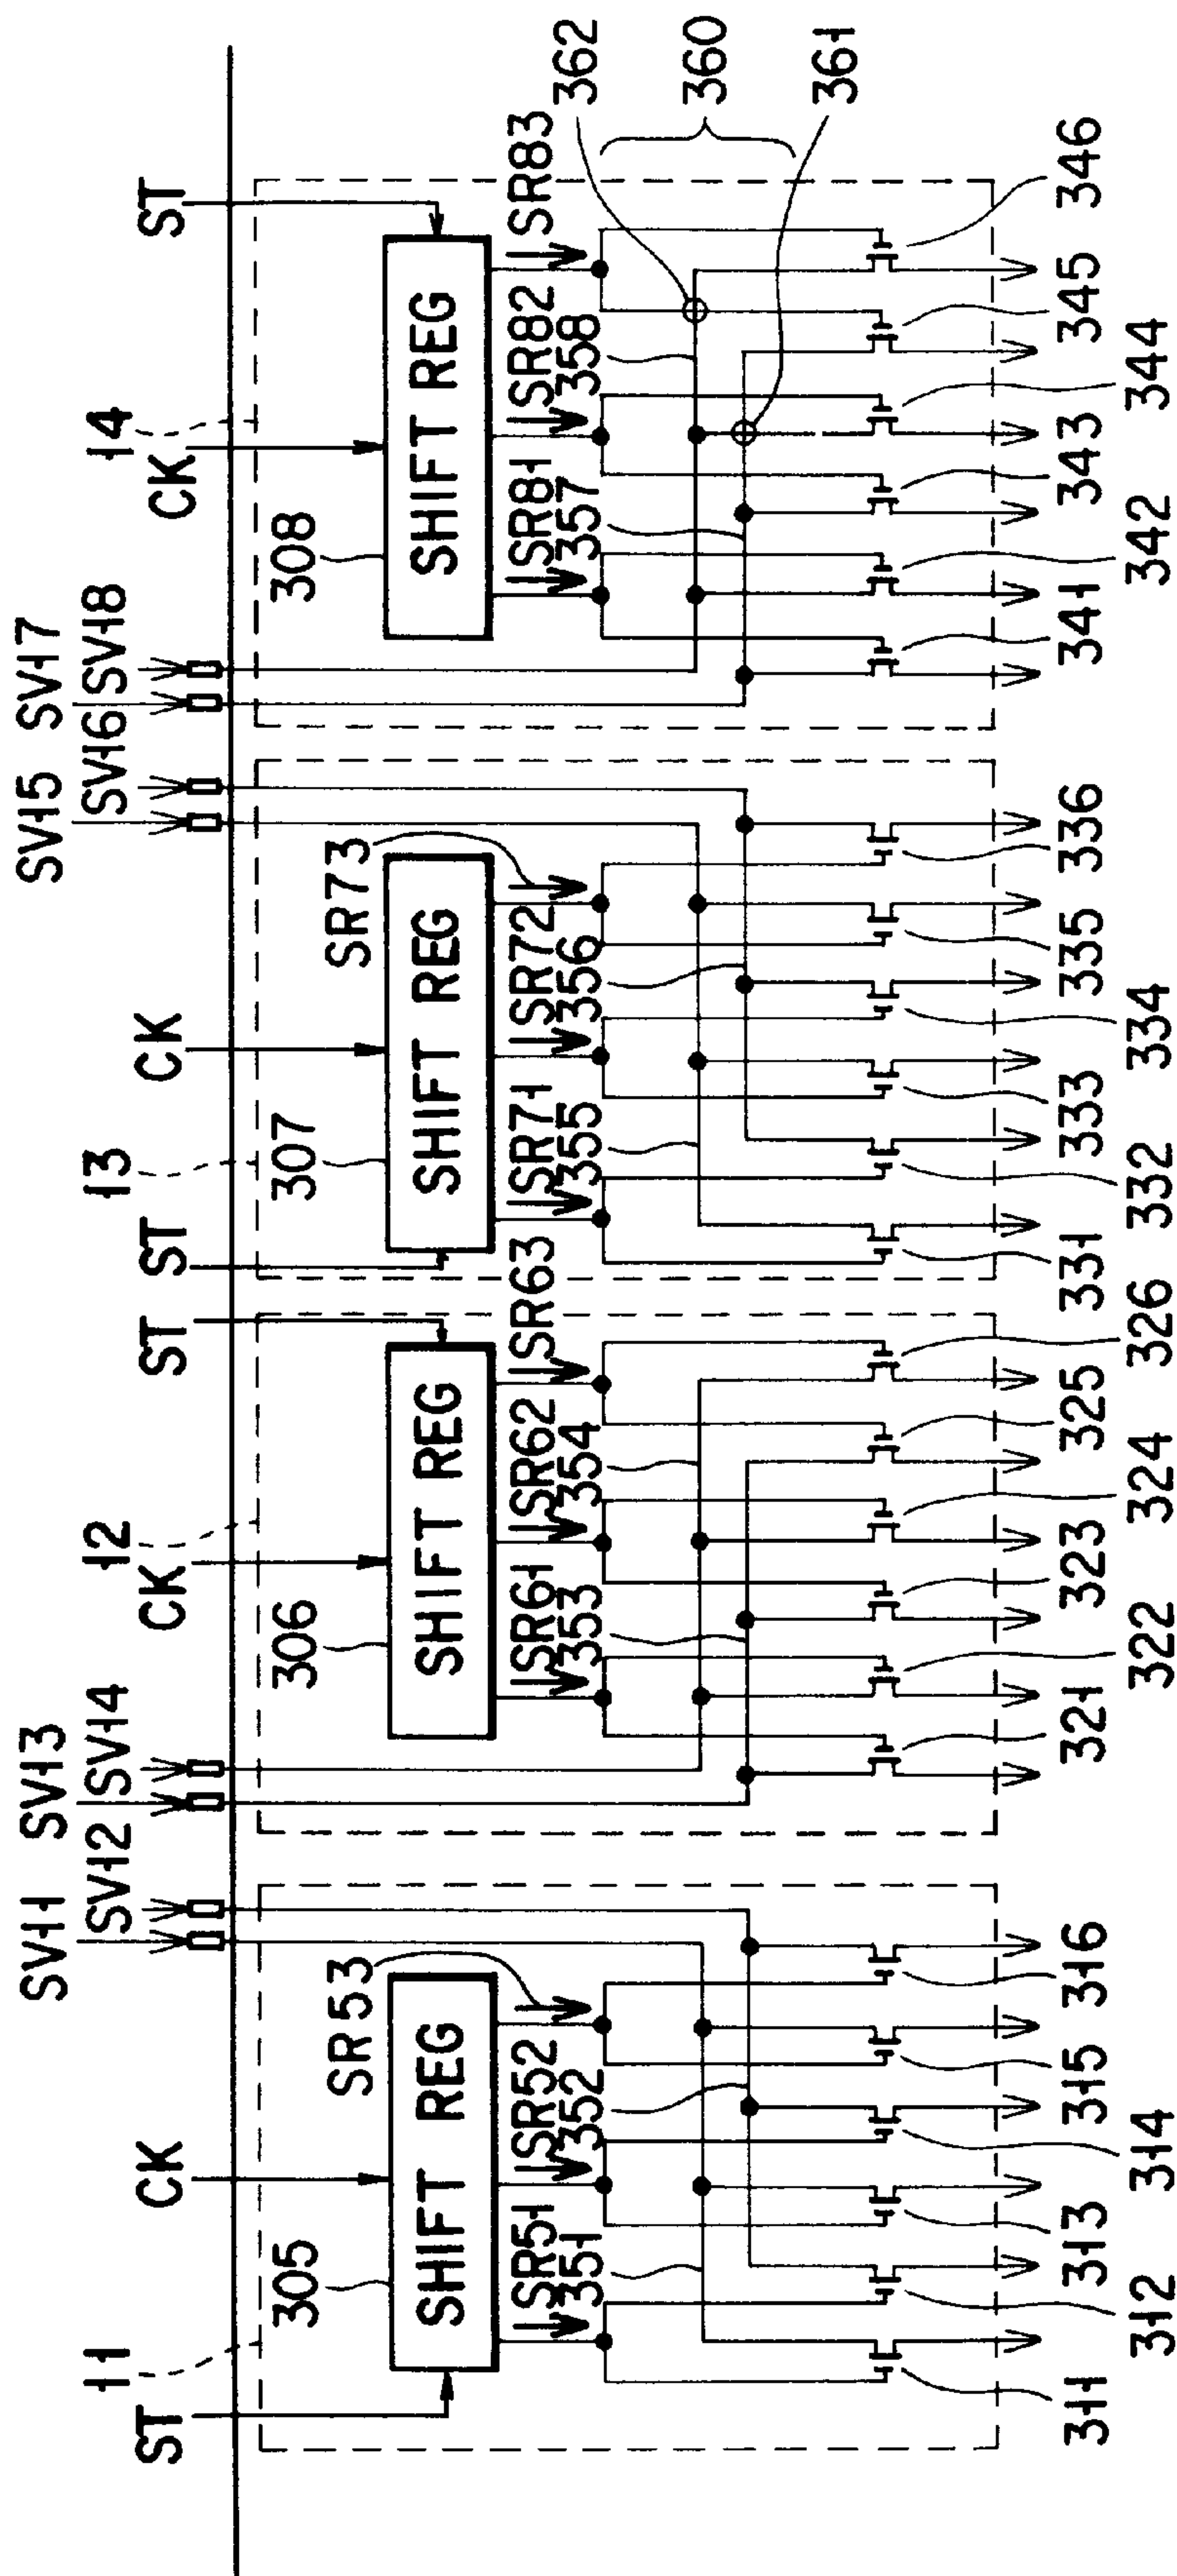 SV11 SV13 SV15 SV17
SV12 SV14 SV16 SV18
ST 11 CK 12 CK ST ST 13 CK 14 CK ST
305 306 307 308
SR53 SR73
SHIFT REG SHIFT REG SHIFT REG SHIFT REG
SR51 SR52 SR61 SR62 SR63 SR71 SR72 SR81 SR82 SR83
351 352 353 354 355 356 357 358
362
360
361
311 313 315 316 321 323 325 331 333 335 336 341 343 345 346
312 314 322 324 326 332 334 342 344